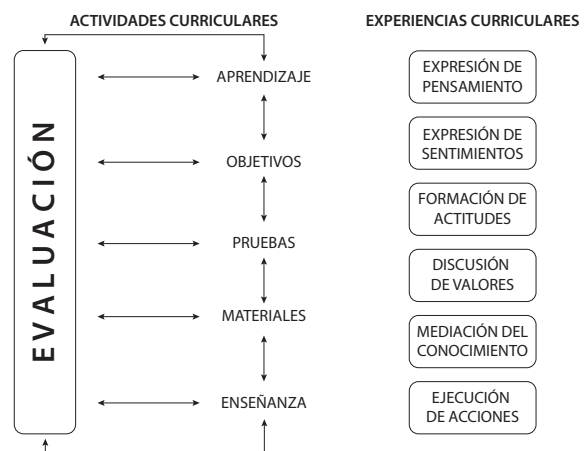 ACTIVIDADES CURRICULARES
EXPERIENCIAS CURRICULARES
EVALUACIÓN
APRENDIZAJE
OBJETIVOS
PRUEBAS
MATERIALES
ENSEÑANZA
EXPRESIÓN DE
PENSAMIENTO
EXPRESIÓN DE
SENTIMIENTOS
FORMACIÓN DE
ACTITUDES
DISCUSIÓN
DE VALORES
MEDIACIÓN DEL
CONOCIMIENTO
EJECUCIÓN
DE ACCIONES